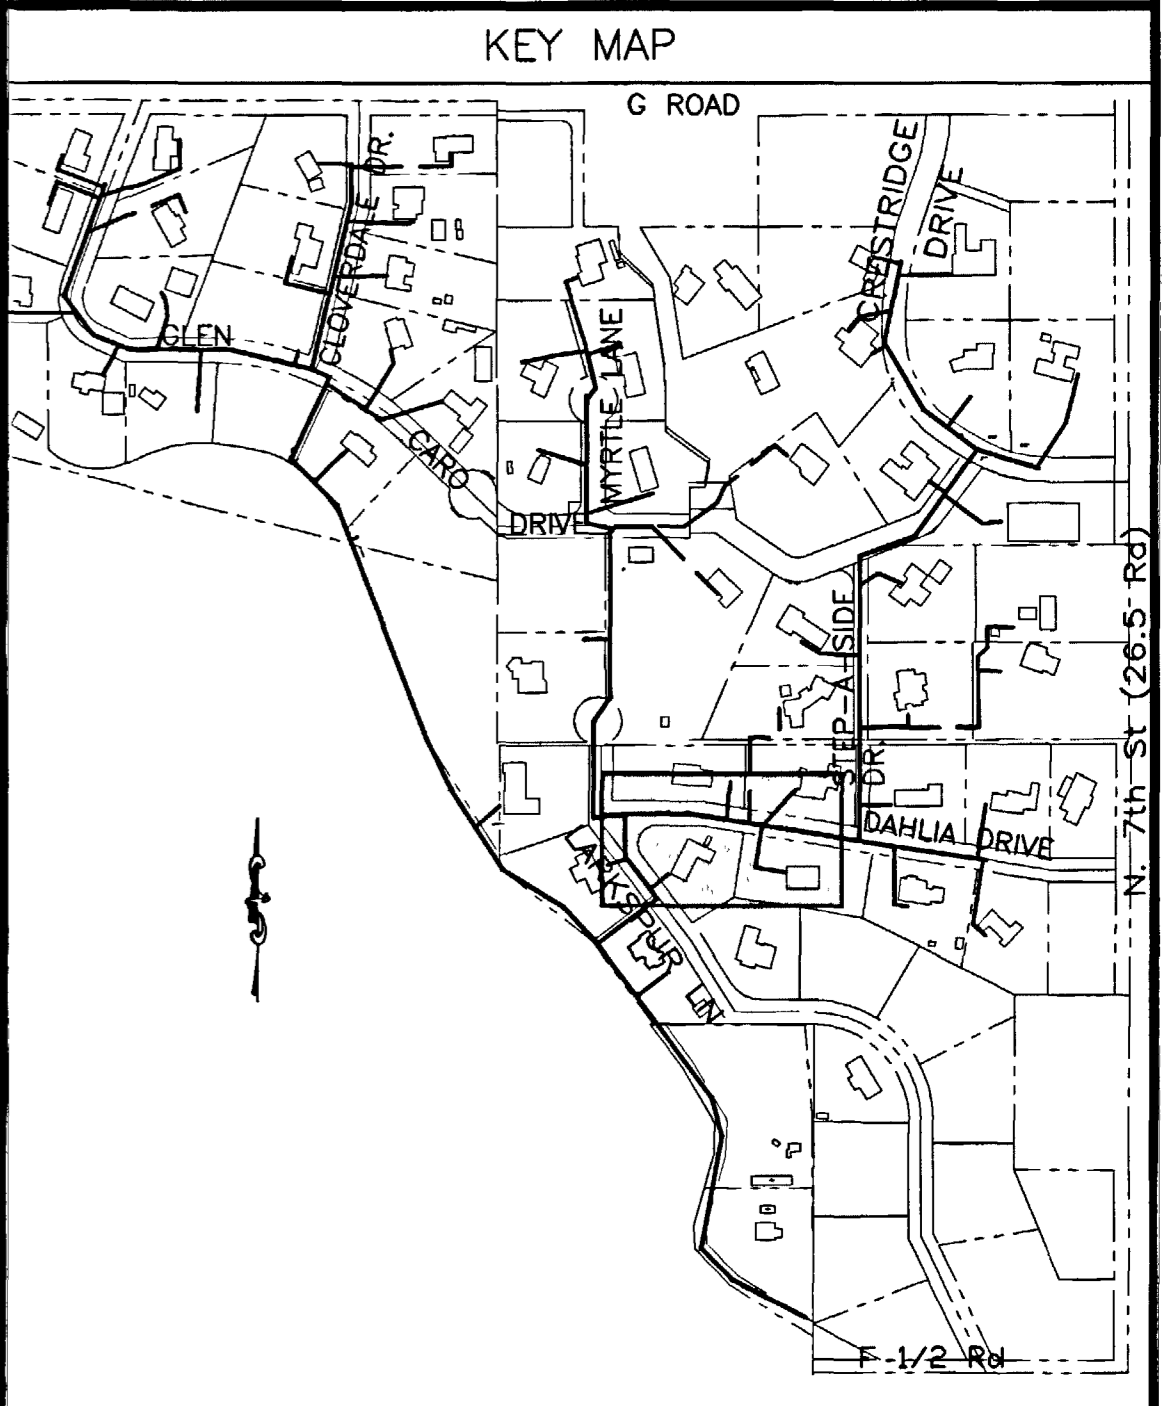 KEY MAP
G ROAD
CLOVERDALE DR.
CRESTRIDGE
DRIVE
GLEN
MYRTLE LANE
CARO
DRIVE
STEP-A-SIDE
DR.
DAHLIA DRIVE
LARKSPUR LN
N. 7th St (26.5 Rd)
F 1/2 Rd